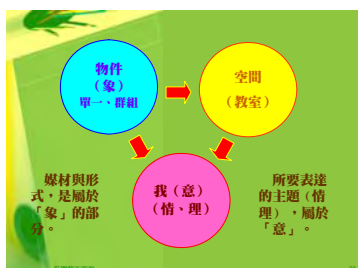 物件
（象）
單一、群組
空間
（教室）
我（意）
（情、理）
媒材與形
式，是屬於
「象」的部
分。
所要表達
的主題（情
理），屬於
「意」。